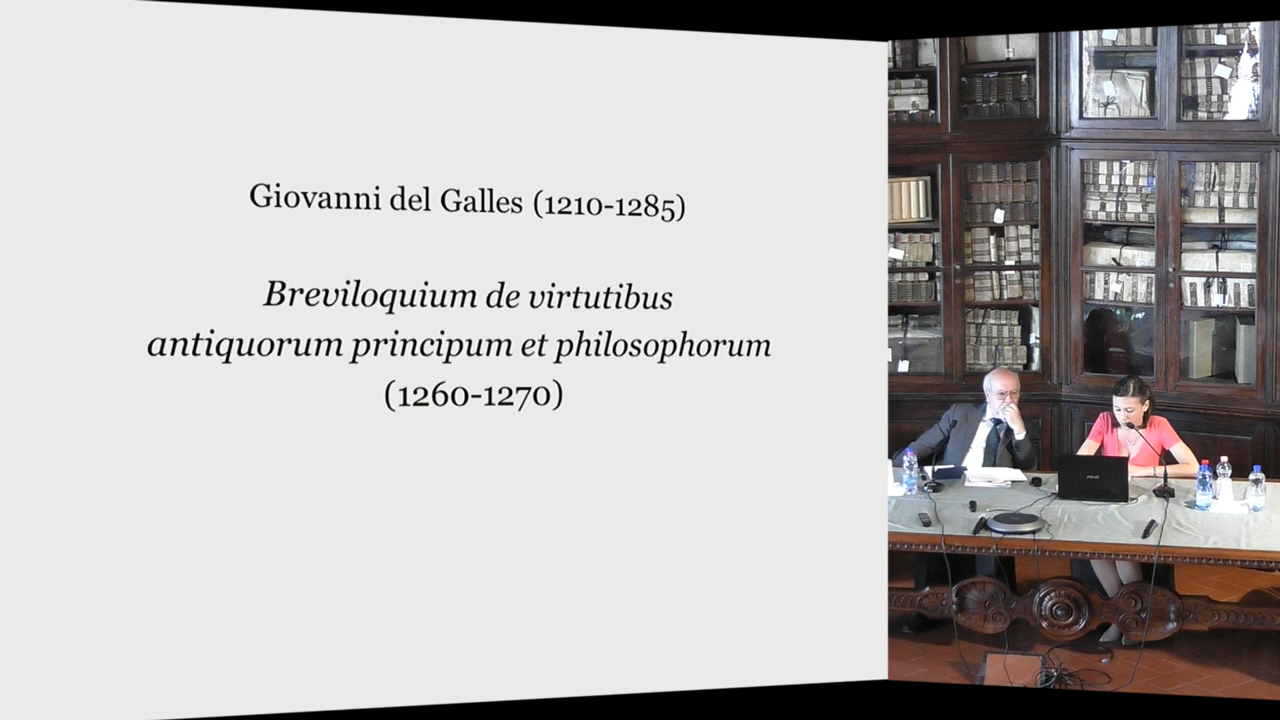 Giovanni del Galles (1210-1285)
Breviloquium de virtutibus
antiquorum principum et philosophorum
(1260-1270)